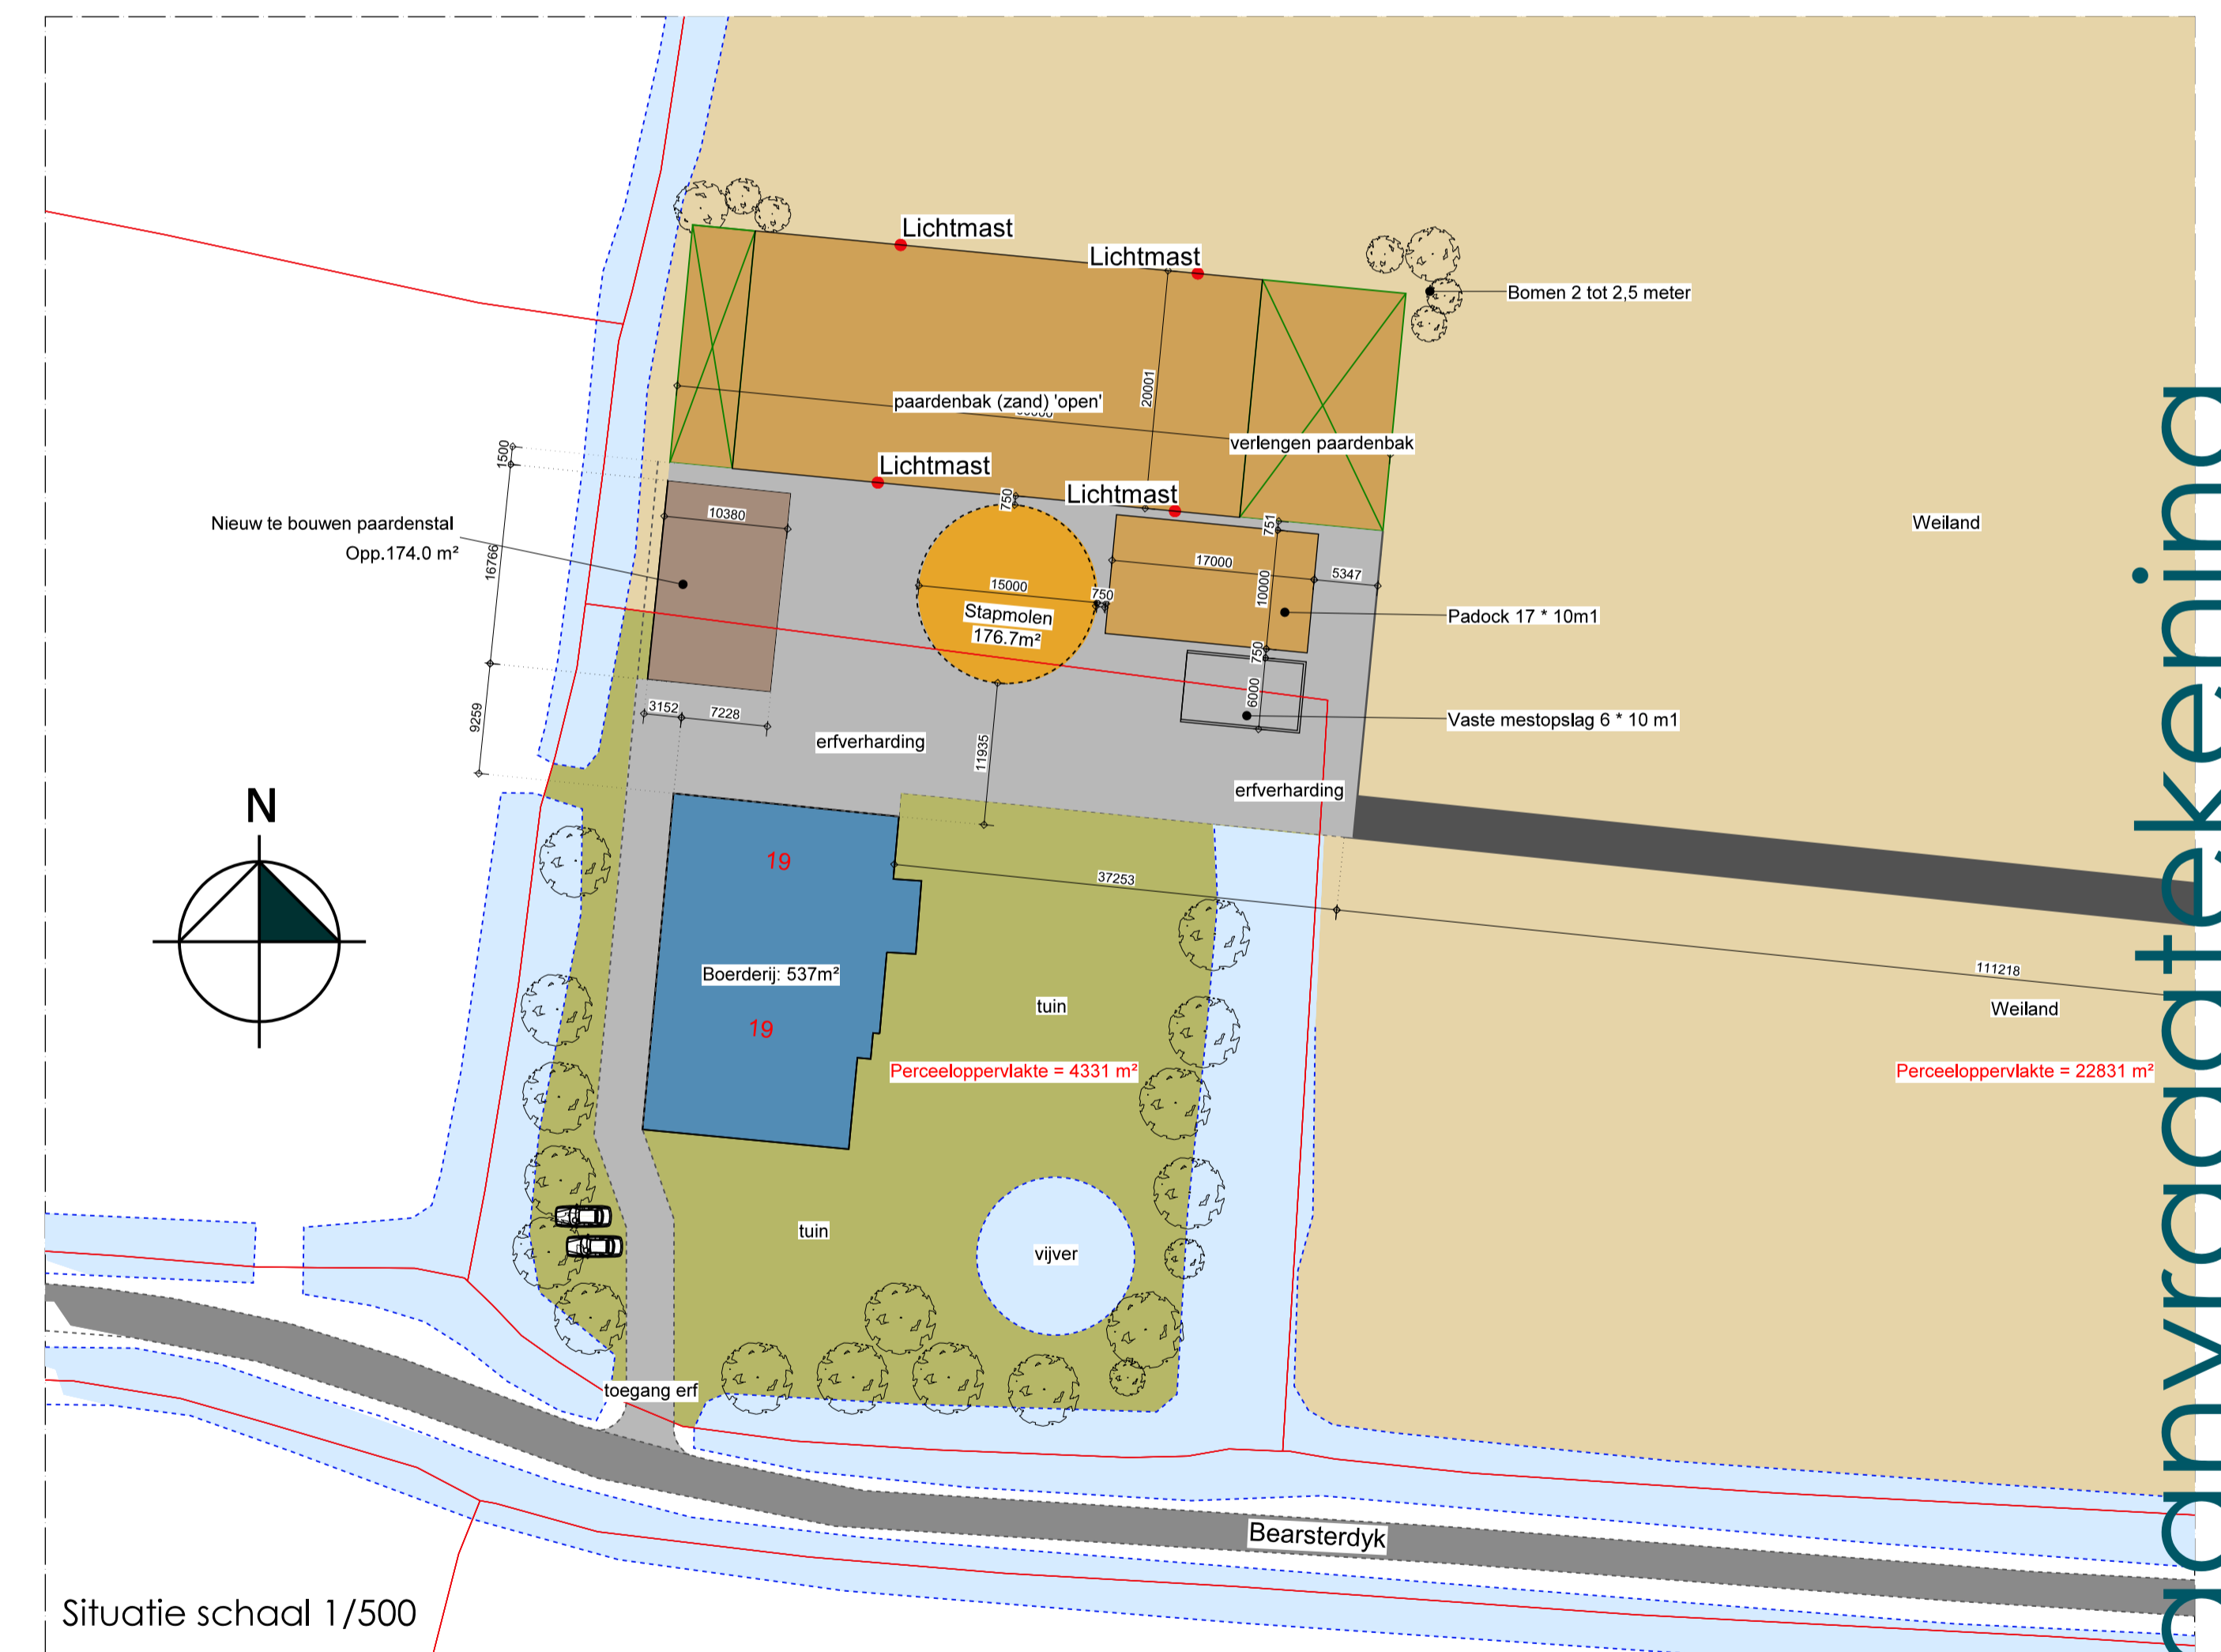 Lichtmast
Lichtmast
Bomen 2 tot 2,5 meter
20001
paardenbak (zand) 'open'
verlengen paardenbak
1500
Lichtmast
Lichtmast
750
751
Nieuw te bouwen paardenstal
Opp.174.0 m²
10380
16766
Weiland
17000
5347
10000
15000
750
Stapmolen
176.7m²
Padock 17 * 10m1
750
6000
Vaste mestopslag 6 * 10 m1
3152
7228
9259
erfverharding
11935
erfverharding
N
19
37253
Boerderij: 537m²
111218
tuin
Weiland
19
Perceeloppervlakte = 4331 m²
Perceeloppervlakte = 22831 m²
tuin
vijver
toegang erf
Bearsterdyk
Situatie schaal 1/500
anvraagtekening